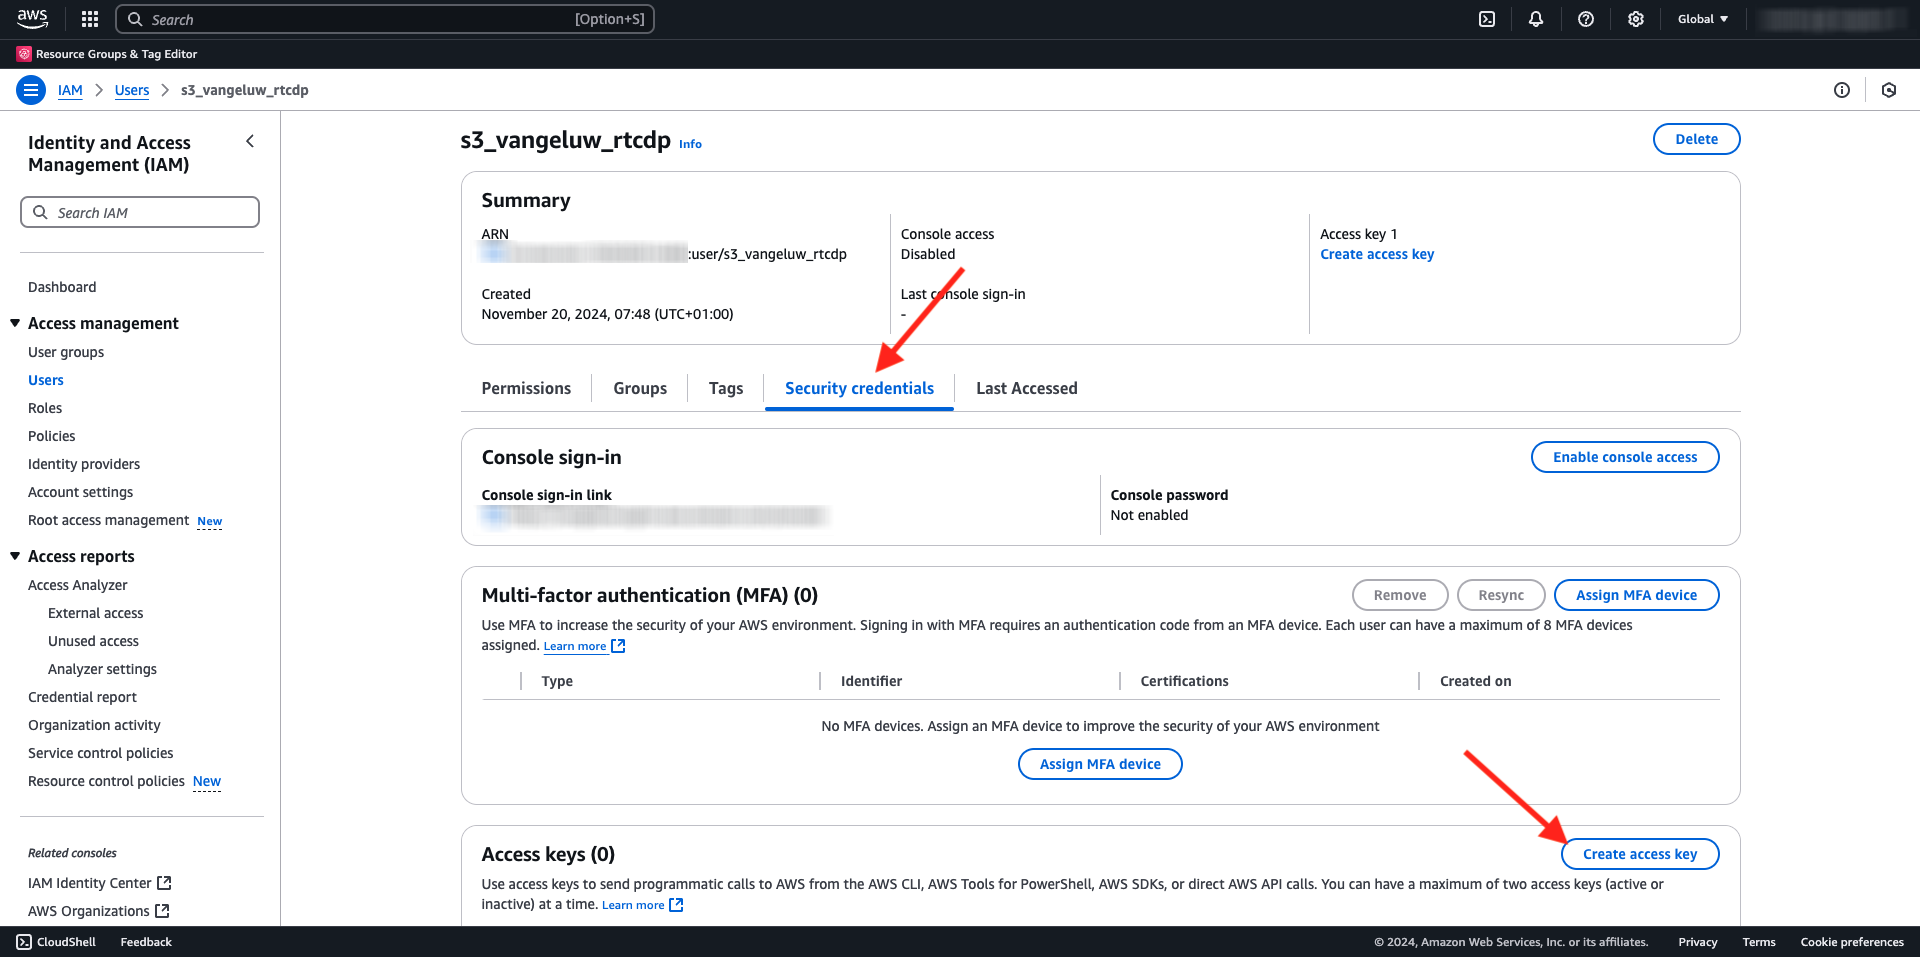 aws
Search [Option+S]
Global
Resource Groups & Tag Editor
IAM Users s3_vangeluw_rtcdp
Identity and Access
Management (IAM)
Search IAM
Dashboard
Access management
User groups
Users
Roles
Policies
Identity providers
Account settings
Root access management New
Access reports
Access Analyzer
External access
Unused access
Analyzer settings
Credential report
Organization activity
Service control policies
Resource control policies New
Related consoles
IAM Identity Center
AWS Organizations
s3_vangeluw_rtcdp Info
Delete
Summary
ARN
:user/s3_vangeluw_rtcdp
Created
November 20, 2024, 07:48 (UTC+01:00)
Console access
Disabled
Last console sign-in
-
Access key 1
Create access key
Permissions Groups Tags Security credentials Last Accessed
Console sign-in
Enable console access
Console sign-in link
Console password
Not enabled
Multi-factor authentication (MFA) (0)
Remove Resync Assign MFA device
Use MFA to increase the security of your AWS environment. Signing in with MFA requires an authentication code from an MFA device. Each user can have a maximum of 8 MFA devices
assigned. Learn more
Type Identifier Certifications Created on
No MFA devices. Assign an MFA device to improve the security of your AWS environment
Assign MFA device
Access keys (0)
Create access key
Use access keys to send programmatic calls to AWS from the AWS CLI, AWS Tools for PowerShell, AWS SDKs, or direct AWS API calls. You can have a maximum of two access keys (active or
inactive) at a time. Learn more
CloudShell Feedback
© 2024, Amazon Web Services, Inc. or its affiliates. Privacy Terms Cookie preferences